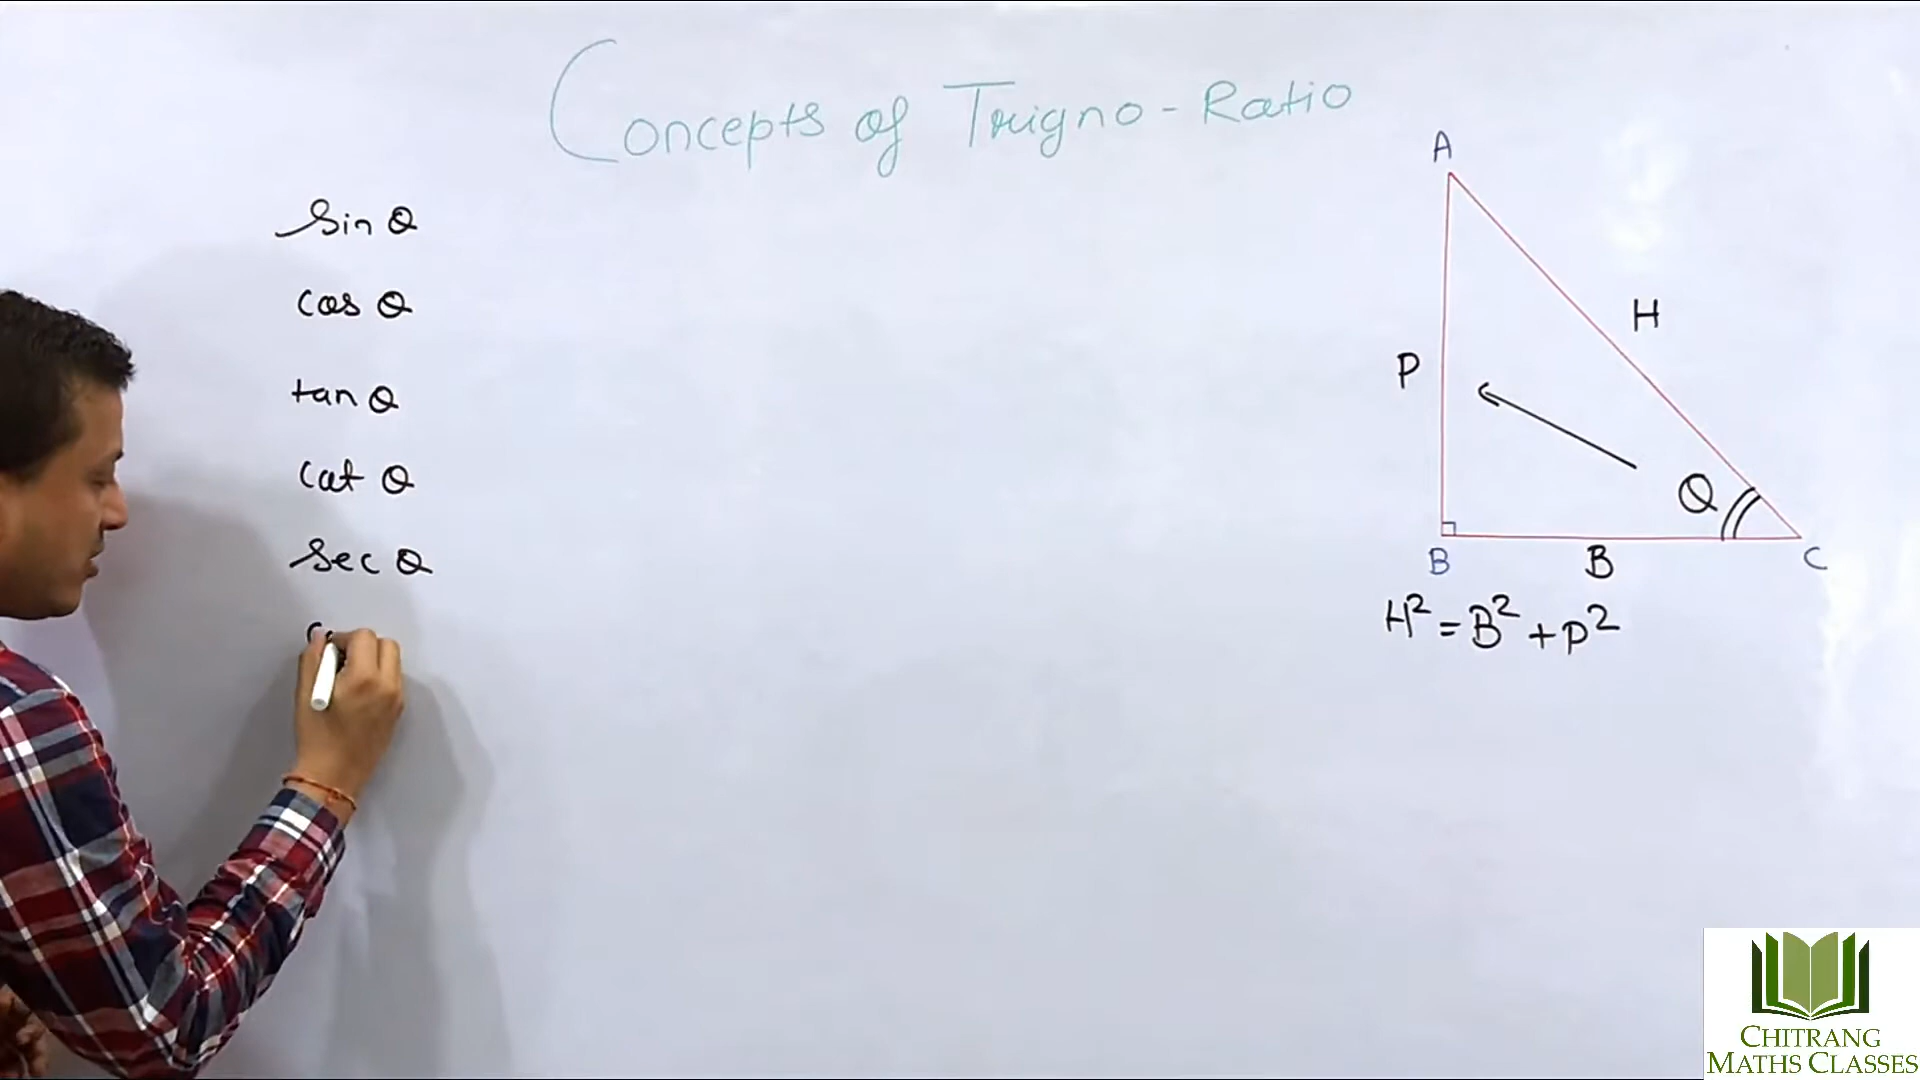 Concepts of Trigno-Ratio
sin θ
cos θ
tan θ
cot θ
sec θ
A
H
P
θ
B
B
C
H² = B² + P²
CHITRANG
MATHS CLASSES